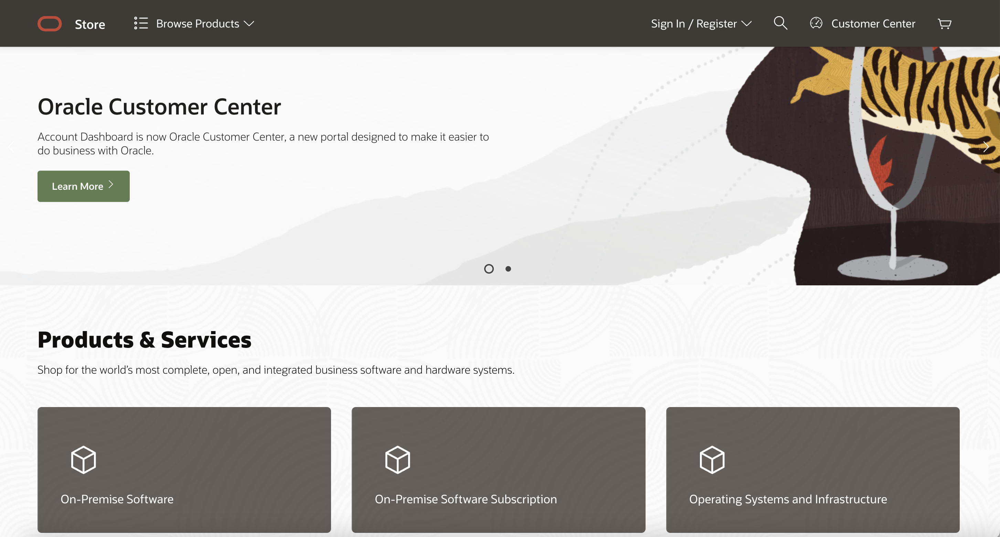 Store
Browse Products
Sign In / Register
Customer Center
Oracle Customer Center
Account Dashboard is now Oracle Customer Center, a new portal designed to make it easier to
do business with Oracle.
Learn More
Products & Services
Shop for the world’s most complete, open, and integrated business software and hardware systems.
On-Premise Software
On-Premise Software Subscription
Operating Systems and Infrastructure